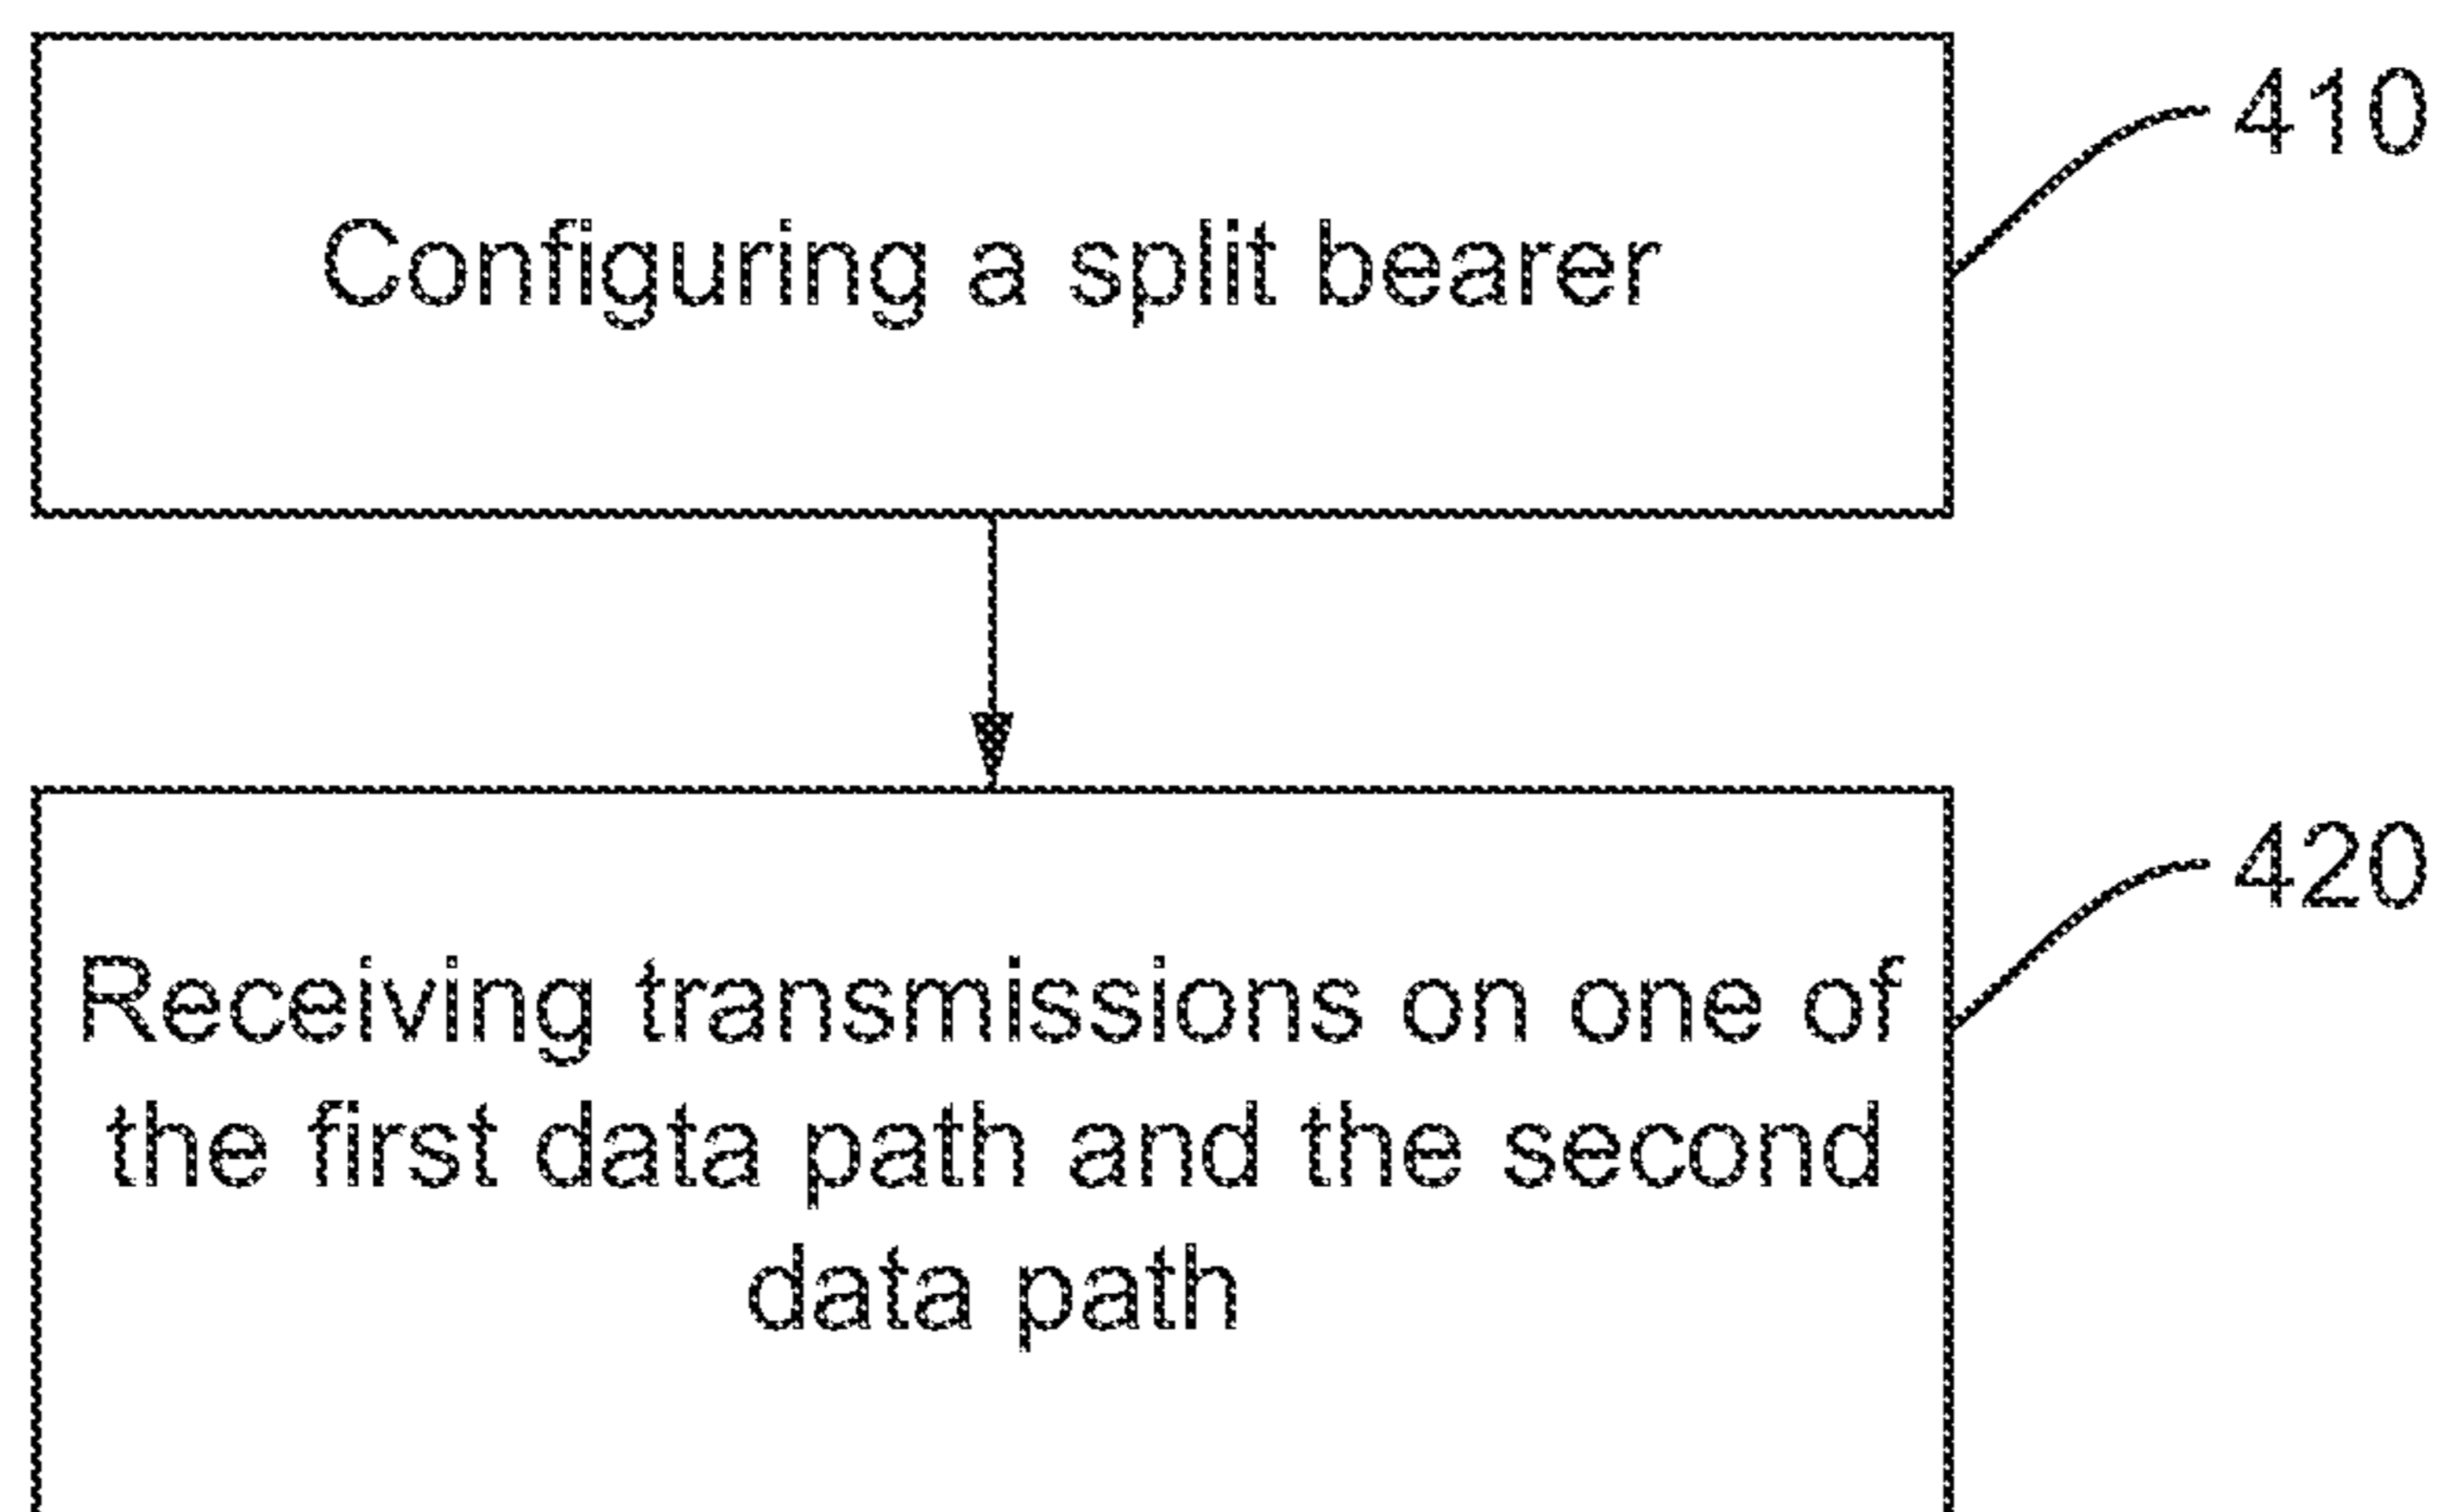 410
Configuring a split bearer
420
Receiving transmissions on one of
the first data path and the second
data path